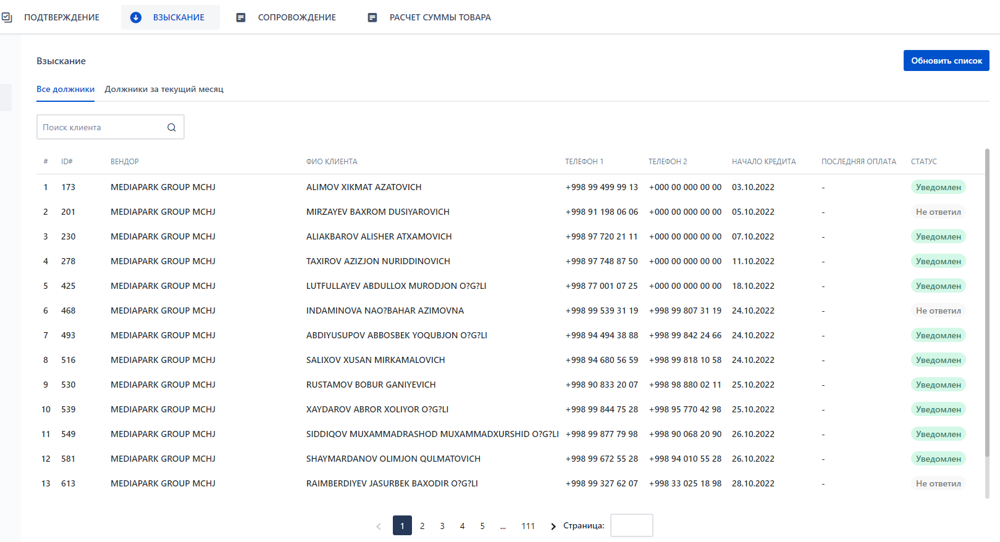 ПОДТВЕРЖДЕНИЕ ВЗЫСКАНИЕ СОПРОВОЖДЕНИЕ РАСЧЕТ СУММЫ ТОВАРА
Взыскание Обновить список
Все должники Должники за текущий месяц
Поиск клиента
# ID# ВЕНДОР ФИО КЛИЕНТА ТЕЛЕФОН 1 ТЕЛЕФОН 2 НАЧАЛО КРЕДИТА ПОСЛЕДНЯЯ ОПЛАТА СТАТУС
1 173 MEDIAPARK GROUP MCHJ ALIMOV XIKMAT AZATOVICH +998 99 499 99 13 +000 00 000 00 00 03.10.2022 - Уведомлен
2 201 MEDIAPARK GROUP MCHJ MIRZAYEV BAXROM DUSIYAROVICH +998 91 198 06 06 +000 00 000 00 00 05.10.2022 - Не ответил
3 230 MEDIAPARK GROUP MCHJ ALIAKBAROV ALISHER ATXAMOVICH +998 97 720 21 11 +000 00 000 00 00 07.10.2022 - Уведомлен
4 278 MEDIAPARK GROUP MCHJ TAXIROV AZIZJON NURIDDINOVICH +998 97 748 87 50 +000 00 000 00 00 11.10.2022 - Уведомлен
5 425 MEDIAPARK GROUP MCHJ LUTFULLAYEV ABDULLOX MURODJON O?G?LI +998 77 001 07 25 +000 00 000 00 00 18.10.2022 - Уведомлен
6 468 MEDIAPARK GROUP MCHJ INDAMINOVA NAO?BAHAR AZIMOVNA +998 99 539 31 19 +998 99 807 31 19 24.10.2022 - Не ответил
7 493 MEDIAPARK GROUP MCHJ ABDIYUSUPOV ABBOSBEK YOQUBJON O?G?LI +998 94 494 38 88 +998 99 842 24 66 24.10.2022 - Уведомлен
8 516 MEDIAPARK GROUP MCHJ SALIXOV XUSAN MIRKAMALOVICH +998 94 680 56 59 +998 99 818 10 58 24.10.2022 - Уведомлен
9 530 MEDIAPARK GROUP MCHJ RUSTAMOV BOBUR GANIYEVICH +998 90 833 20 07 +998 98 880 02 11 25.10.2022 - Уведомлен
10 539 MEDIAPARK GROUP MCHJ XAYDAROV ABROR XOLIYOR O?G?LI +998 99 844 75 28 +998 95 770 42 98 25.10.2022 - Уведомлен
11 549 MEDIAPARK GROUP MCHJ SIDDIQOV MUXAMMADRASHOD MUXAMMADXURSHID O?G?LI +998 99 877 79 98 +998 90 068 20 90 26.10.2022 - Уведомлен
12 581 MEDIAPARK GROUP MCHJ SHAYMARDANOV OLIMJON QULMATOVICH +998 99 672 55 28 +998 94 010 55 28 26.10.2022 - Уведомлен
13 613 MEDIAPARK GROUP MCHJ RAIMBERDIYEV JASURBEK BAXODIR O?G?LI +998 99 327 62 07 +998 33 025 18 98 28.10.2022 - Не ответил
1 2 3 4 5 ... 111 Страница: